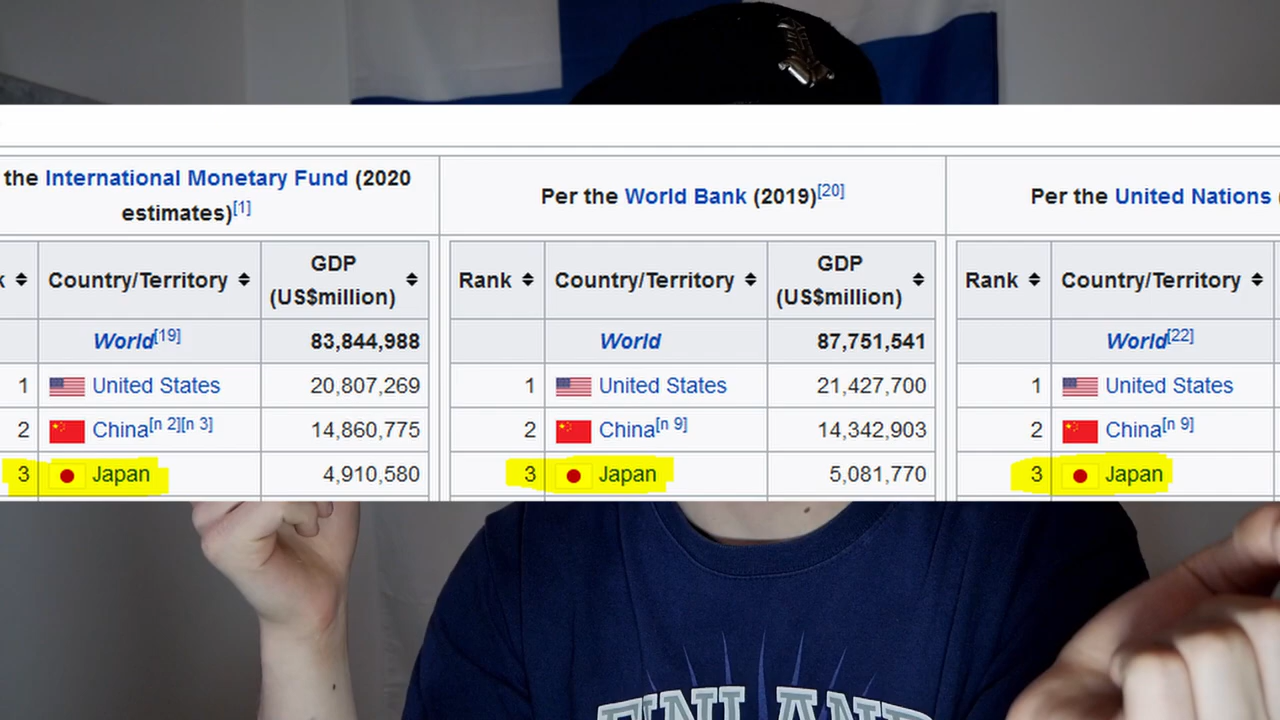 the International Monetary Fund (2020
estimates)[1]
Per the World Bank (2019)[20]
Per the United Nations (
Country/Territory GDP
(US$million)
Rank Country/Territory GDP
(US$million)
Rank Country/Territory
World[19] 83,844,988 World 87,751,541 World[22]
1 United States 20,807,269 1 United States 21,427,700 1 United States
2 China[n 2][n 3] 14,860,775 2 China[n 9] 14,342,903 2 China[n 9]
3 Japan 4,910,580 3 Japan 5,081,770 3 Japan
FINLAND